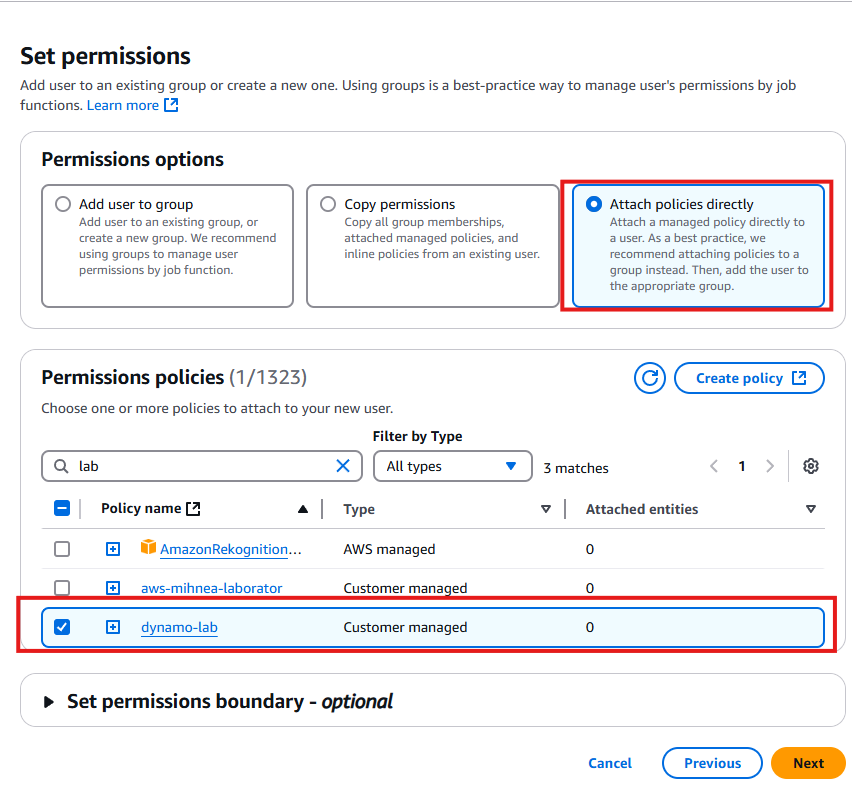 Set permissions
Add user to an existing group or create a new one. Using groups is a best-practice way to manage user's permissions by job
functions. Learn more
Permissions options
Add user to group
Add user to an existing group, or
create a new group. We recommend
using groups to manage user
permissions by job function.
Copy permissions
Copy all group memberships,
attached managed policies, and
inline policies from an existing user.
Attach policies directly
Attach a managed policy directly to
a user. As a best practice, we
recommend attaching policies to a
group instead. Then, add the user to
the appropriate group.
Permissions policies (1/1323)
Create policy
Choose one or more policies to attach to your new user.
Filter by Type
lab
All types
3 matches
1
Policy name
Type
Attached entities
AmazonRekognition... AWS managed 0
aws-mihnea-laborator Customer managed 0
dynamo-lab Customer managed 0
Set permissions boundary - optional
Cancel
Previous
Next